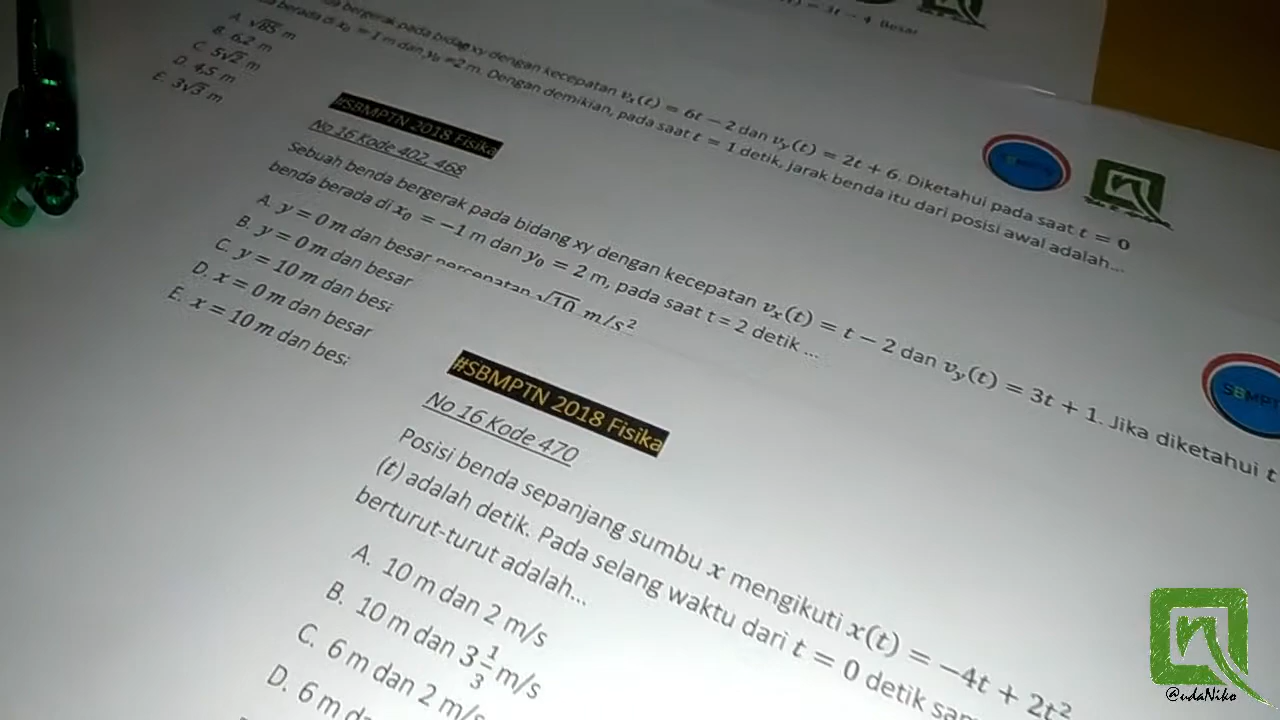 (t) = 3t − 4 Besar
bergerak pada bidang xy dengan kecepatan vₓ(t) = 6t − 2 dan vᵧ(t) = 2t + 6. Diketahui pada saat t = 0
berada di x₀ = 1 m dan y₀ = 2 m. Dengan demikian, pada saat t = 1 detik, jarak benda itu dari posisi awal adalah...
A. √85 m
B. 6,2 m
C. 5√2 m
D. 4,5 m
E. 3√3 m
#SBMPTN 2018 Fisika
No 16 Kode 402, 468
Sebuah benda bergerak pada bidang xy dengan kecepatan vₓ(t) = t − 2 dan vᵧ(t) = 3t + 1. Jika diketahui t
benda berada di x₀ = −1 m dan y₀ = 2 m, pada saat t = 2 detik ...
A. y = 0 m dan besar percepatan √10 m/s²
B. y = 0 m dan besar
C. y = 10 m dan
D. x = 0 m dan besar
E. x = 10 m dan
#SBMPTN 2018 Fisika
No 16 Kode 470
Posisi benda sepanjang sumbu x mengikuti x(t) = −4t + 2t²
(t) adalah detik. Pada selang waktu dari t = 0 detik
berturut-turut adalah...
A. 10 m dan 2 m/s
B. 10 m dan 3 1/3 m/s
C. 6 m dan 2 m/s
D. 6 m
@udaNiko